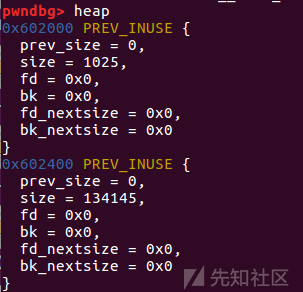 pwndbg> heap
0x602000 PREV_INUSE {
  prev_size = 0,
  size = 1025,
  fd = 0x0,
  bk = 0x0,
  fd_nextsize = 0x0,
  bk_nextsize = 0x0
}
0x602400 PREV_INUSE {
  prev_size = 0,
  size = 134145,
  fd = 0x0,
  bk = 0x0,
  fd_nextsize = 0x0,
  bk_nextsize = 0x0
}
先知社区